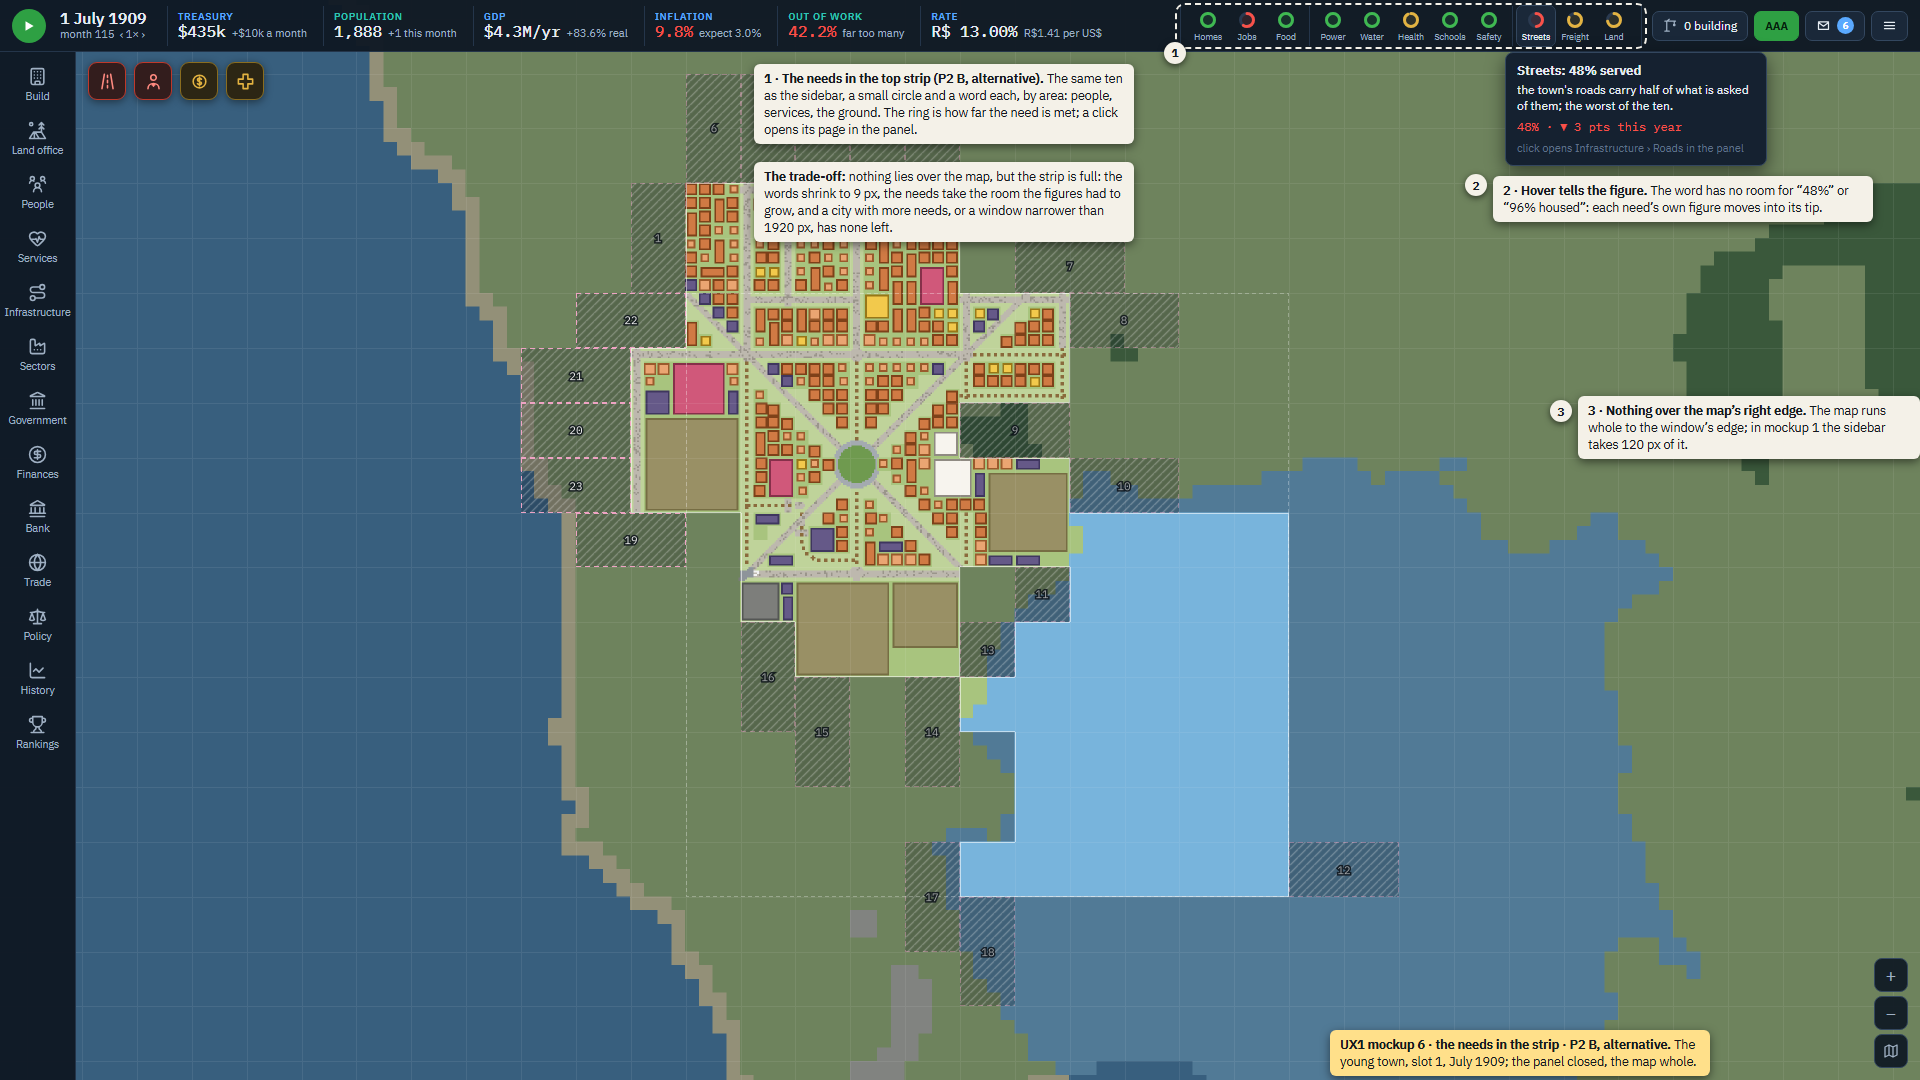 1 July 1909
month 115 ‹ 1× ›
TREASURY
$435k +$10k a month
POPULATION
1,888 +1 this month
GDP
$4.3M/yr +83.6% real
INFLATION
9.8% expect 3.0%
OUT OF WORK
42.2% far too many
RATE
R$ 13.00% R$1.41 per US$
Homes
Jobs
Food
Power
Water
Health
Schools
Safety
Streets
Freight
Land
0 building
AAA
6
1
Build
Land office
People
Services
Infrastructure
Sectors
Government
Finances
Bank
Trade
Policy
History
Rankings
1 · The needs in the top strip (P2 B, alternative). The same ten
as the sidebar, a small circle and a word each, by area: people,
services, the ground. The ring is how far the need is met; a click
opens its page in the panel.
The trade-off: nothing lies over the map, but the strip is full: the
words shrink to 9 px, the needs take the room the figures had to
grow, and a city with more needs, or a window narrower than
1920 px, has none left.
Streets: 48% served
the town's roads carry half of what is asked
of them; the worst of the ten.
48% · ▼ 3 pts this year
click opens Infrastructure › Roads in the panel
2
2 · Hover tells the figure. The word has no room for “48%” or
“96% housed”: each need's own figure moves into its tip.
3
3 · Nothing over the map's right edge. The map runs
whole to the window's edge; in mockup 1 the sidebar
takes 120 px of it.
6
1
7
22
8
21
20
9
23
10
19
11
13
16
15
14
12
17
18
+
−
UX1 mockup 6 · the needs in the strip · P2 B, alternative. The
young town, slot 1, July 1909; the panel closed, the map whole.